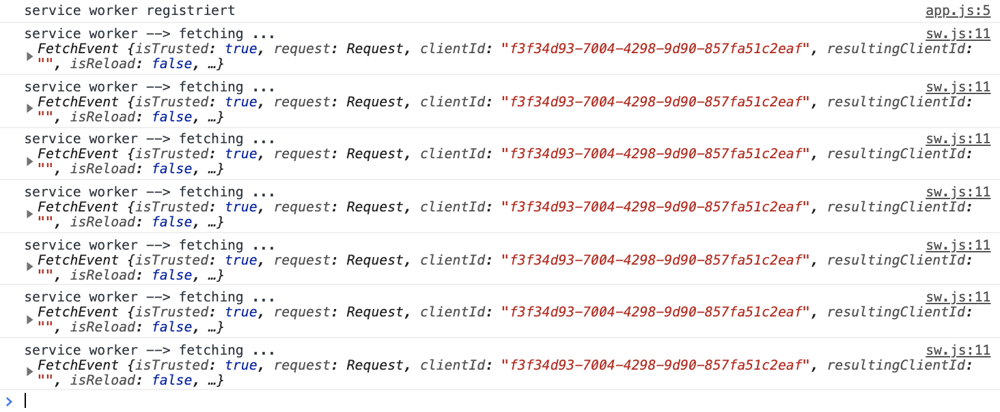 service worker registriert app.js:5
service worker --> fetching ... sw.js:11
FetchEvent {isTrusted: true, request: Request, clientId: "f3f34d93-7004-4298-9d90-857fa51c2eaf", resultingClientId:
"", isReload: false, …}
service worker --> fetching ... sw.js:11
FetchEvent {isTrusted: true, request: Request, clientId: "f3f34d93-7004-4298-9d90-857fa51c2eaf", resultingClientId:
"", isReload: false, …}
service worker --> fetching ... sw.js:11
FetchEvent {isTrusted: true, request: Request, clientId: "f3f34d93-7004-4298-9d90-857fa51c2eaf", resultingClientId:
"", isReload: false, …}
service worker --> fetching ... sw.js:11
FetchEvent {isTrusted: true, request: Request, clientId: "f3f34d93-7004-4298-9d90-857fa51c2eaf", resultingClientId:
"", isReload: false, …}
service worker --> fetching ... sw.js:11
FetchEvent {isTrusted: true, request: Request, clientId: "f3f34d93-7004-4298-9d90-857fa51c2eaf", resultingClientId:
"", isReload: false, …}
service worker --> fetching ... sw.js:11
FetchEvent {isTrusted: true, request: Request, clientId: "f3f34d93-7004-4298-9d90-857fa51c2eaf", resultingClientId:
"", isReload: false, …}
service worker --> fetching ... sw.js:11
FetchEvent {isTrusted: true, request: Request, clientId: "f3f34d93-7004-4298-9d90-857fa51c2eaf", resultingClientId:
"", isReload: false, …}